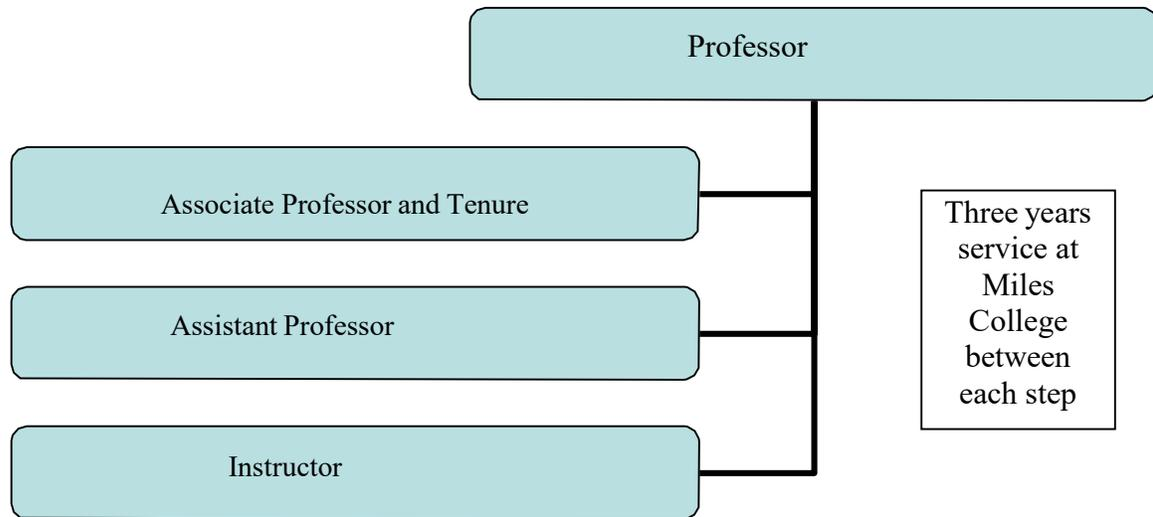 Professor
Associate Professor and Tenure
Three years
service at
Miles
College
between
each step
Assistant Professor
Instructor